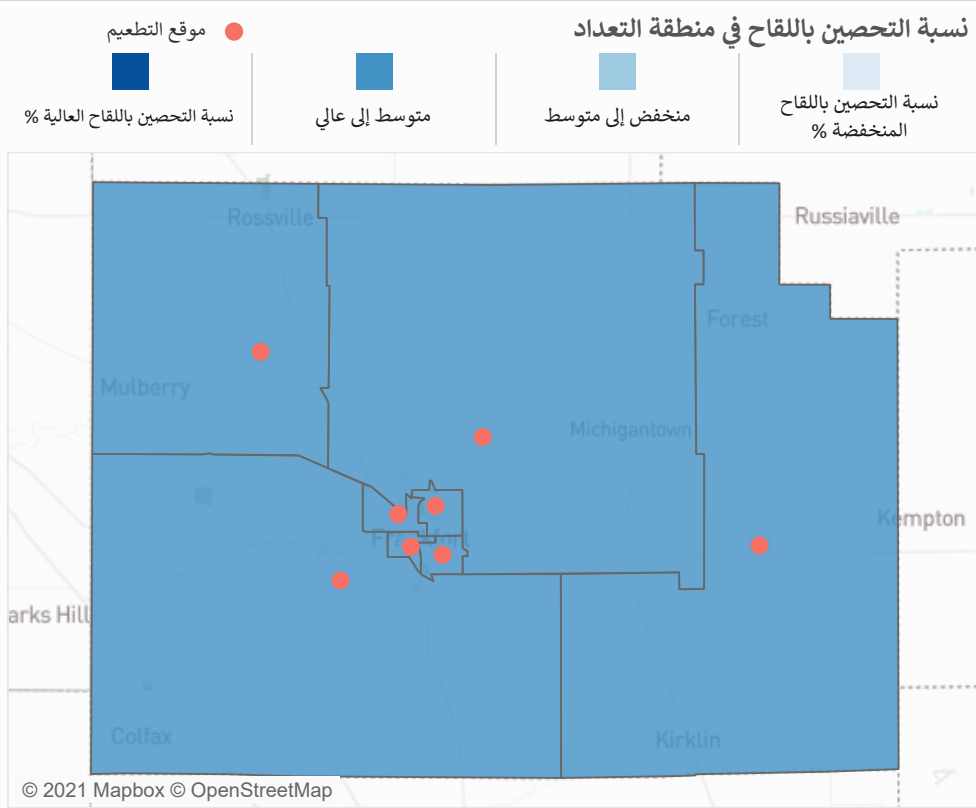 نسبة التحصين باللقاح في منطقة التعداد
موقع التطعيم
نسبة التحصين باللقاح المنخفضة %
منخفض إلى متوسط
متوسط إلى عالي
نسبة التحصين باللقاح العالية %
Rossville
Russiaville
Forest
Mulberry
Michigantown
Kempton
Frankfort
arks Hill
Colfax
Kirklin
© 2021 Mapbox © OpenStreetMap